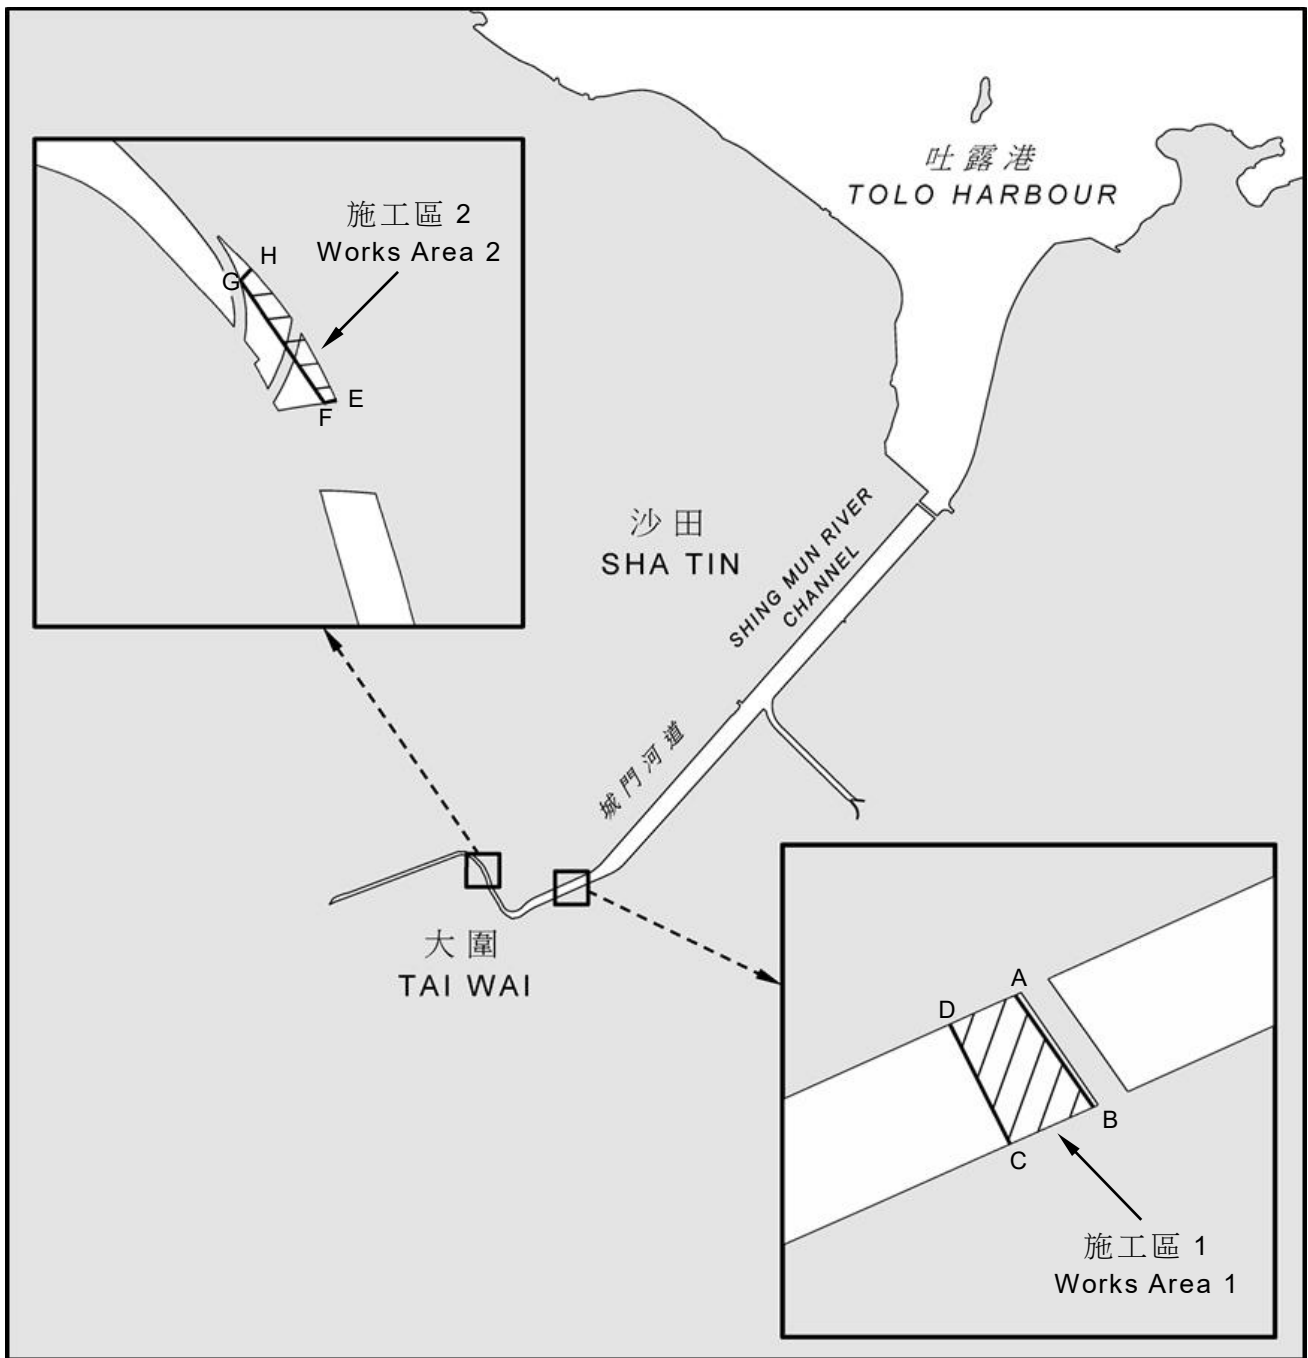 吐露港
TOLO HARBOUR
施工區 2
Works Area 2
H
G
E
F
沙田
SHA TIN
SHING MUN RIVER
CHANNEL
城門河道
大圍
TAI WAI
A
D
B
C
施工區 1
Works Area 1